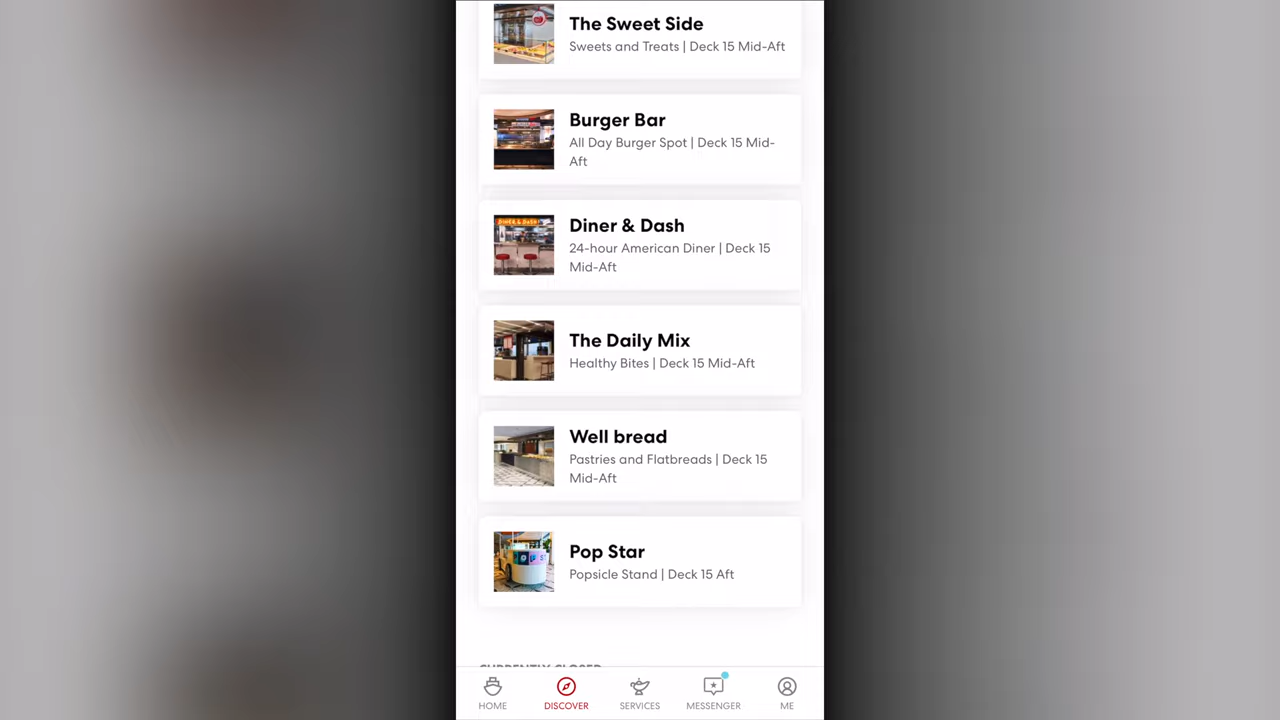 The Sweet Side
Sweets and Treats | Deck 15 Mid-Aft
Burger Bar
All Day Burger Spot | Deck 15 Mid-
Aft
Diner & Dash
24-hour American Diner | Deck 15
Mid-Aft
The Daily Mix
Healthy Bites | Deck 15 Mid-Aft
Well bread
Pastries and Flatbreads | Deck 15
Mid-Aft
Pop Star
Popsicle Stand | Deck 15 Aft
CURRENTLY CLOSED
HOME
DISCOVER
SERVICES
MESSENGER
ME